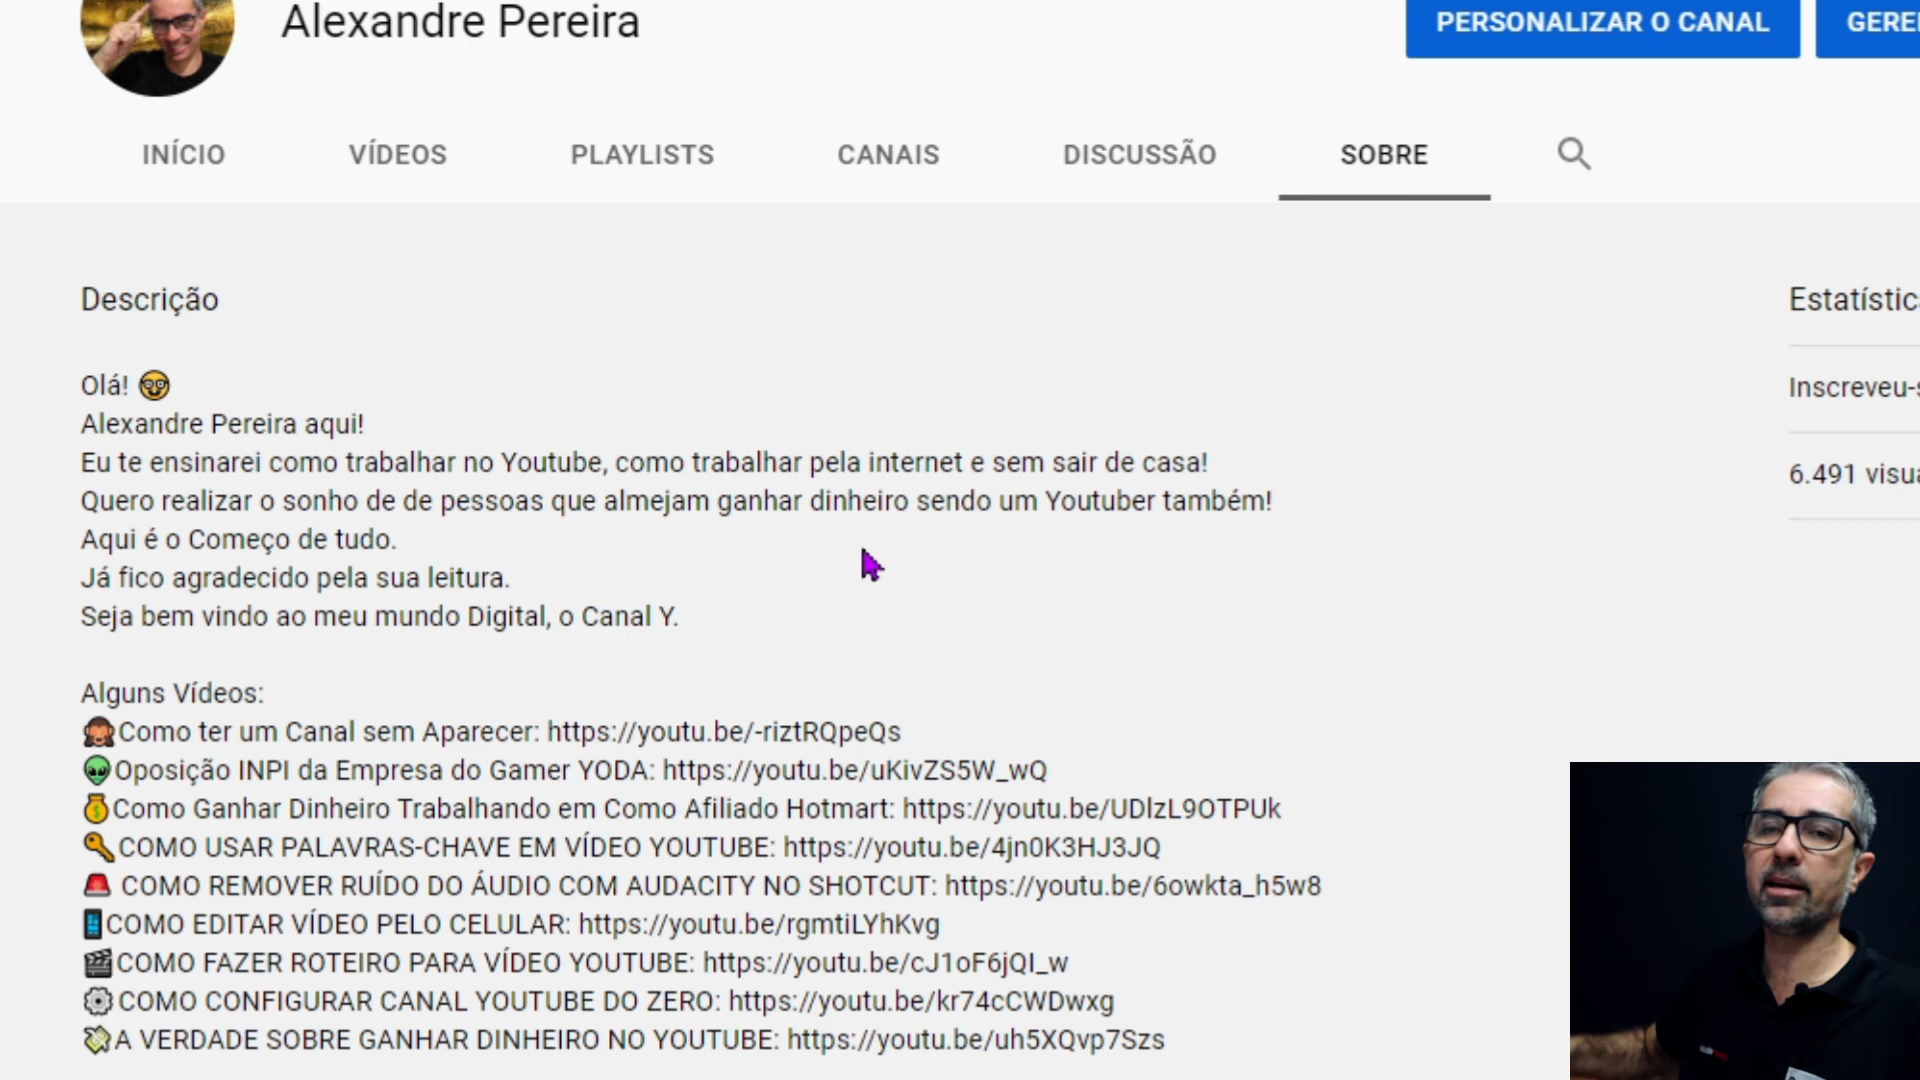 Alexandre Pereira
PERSONALIZAR O CANAL
INÍCIO VÍDEOS PLAYLISTS CANAIS DISCUSSÃO SOBRE
Descrição
Olá! 🤓
Alexandre Pereira aqui!
Eu te ensinarei como trabalhar no Youtube, como trabalhar pela internet e sem sair de casa!
Quero realizar o sonho de de pessoas que almejam ganhar dinheiro sendo um Youtuber também!
Aqui é o Começo de tudo.
Já fico agradecido pela sua leitura.
Seja bem vindo ao meu mundo Digital, o Canal Y.
Alguns Vídeos:
🙈Como ter um Canal sem Aparecer: https://youtu.be/-riztRQpeQs
👽Oposição INPI da Empresa do Gamer YODA: https://youtu.be/uKivZS5W_wQ
💰Como Ganhar Dinheiro Trabalhando em Como Afiliado Hotmart: https://youtu.be/UDlzL9OTPUk
🔑COMO USAR PALAVRAS-CHAVE EM VÍDEO YOUTUBE: https://youtu.be/4jn0K3HJ3JQ
🚨 COMO REMOVER RUÍDO DO ÁUDIO COM AUDACITY NO SHOTCUT: https://youtu.be/6owkta_h5w8
📱COMO EDITAR VÍDEO PELO CELULAR: https://youtu.be/rgmtiLYhKvg
🎬COMO FAZER ROTEIRO PARA VÍDEO YOUTUBE: https://youtu.be/cJ1oF6jQI_w
⚙COMO CONFIGURAR CANAL YOUTUBE DO ZERO: https://youtu.be/kr74cCWDwxg
💸A VERDADE SOBRE GANHAR DINHEIRO NO YOUTUBE: https://youtu.be/uh5XQvp7Szs
Estatístic
Inscreveu-s
6.491 visu